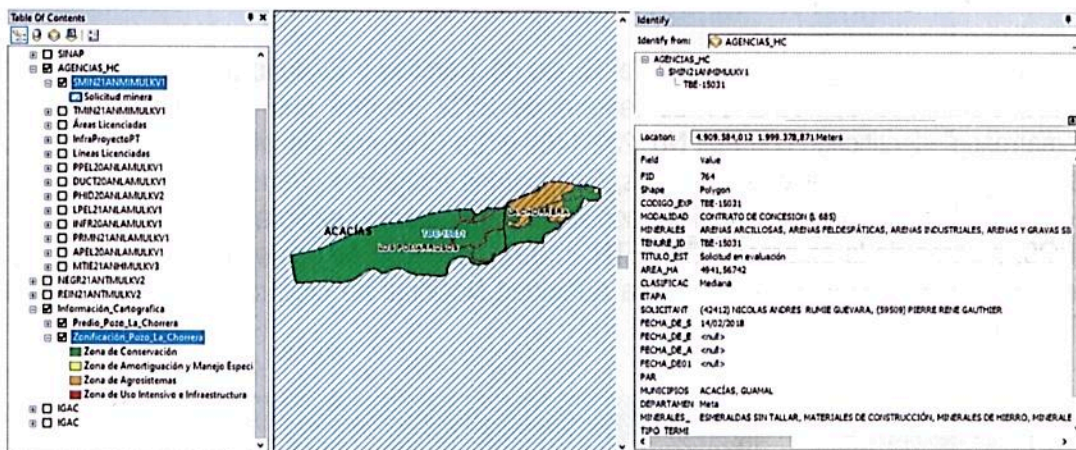 Table Of Contents
SINAP
AGENCIAS_HC
SMIN21ANMIMULKV1
Solicitud minera
TMIN21ANMIMULKV1
Áreas Licenciadas
InfraProyectoPT
Líneas Licenciadas
PPEL20ANLAMULKV1
DUCT20ANLAMULKV1
PHID20ANLAMULKV2
LPEL21ANLAMULKV1
INFR20ANLAMULKV1
PRMN21ANLAMULKV1
APEL20ANLAMULKV1
MTIE21ANHMULKV3
NEGR21ANTMULKV2
REIN21ANTMULKV2
Información_Cartografica
Predio_Pozo_La_Chorrera
Zonificación_Pozo_La_Chorrera
Zona de Conservación
Zona de Amortiguación y Manejo Especi
Zona de Agrosistemas
Zona de Uso Intensivo e Infraestructura
IGAC
IGAC
LA CHORRERA
ACACÍAS
TBE-15031
Identify
Identify from: AGENCIAS_HC
AGENCIAS_HC
SMIN21ANMIMULKV1
TBE-15031
Location: 4.909.584,012 1.999.378,871 Meters
Field Value
FID 764
Shape Polygon
CODIGO_EXP TBE-15031
MODALIDAD CONTRATO DE CONCESION (L 685)
MINERALES ARENAS ARCILLOSAS, ARENAS FELDESPÁTICAS, ARENAS INDUSTRIALES, ARENAS Y GRAVAS SI
TENURE_ID TBE-15031
TITULO_EST Solicitud en evaluación
AREA_HA 4941,56742
CLASIFICAC Mediana
ETAPA
SOLICITANT (42412) NICOLAS ANDRES RUMIE GUEVARA, (39509) PIERRE RENE GAUTHIER
FECHA_DE_S 14/02/2018
FECHA_DE_E <null>
FECHA_DE_A <null>
FECHA_DE01 <null>
PAR
MUNICIPIOS ACACÍAS, GUAMAL
DEPARTAMEN Meta
MINERALES_ ESMERALDAS SIN TALLAR, MATERIALES DE CONSTRUCCIÓN, MINERALES DE HIERRO, MINERALE
TIPO_TERMI